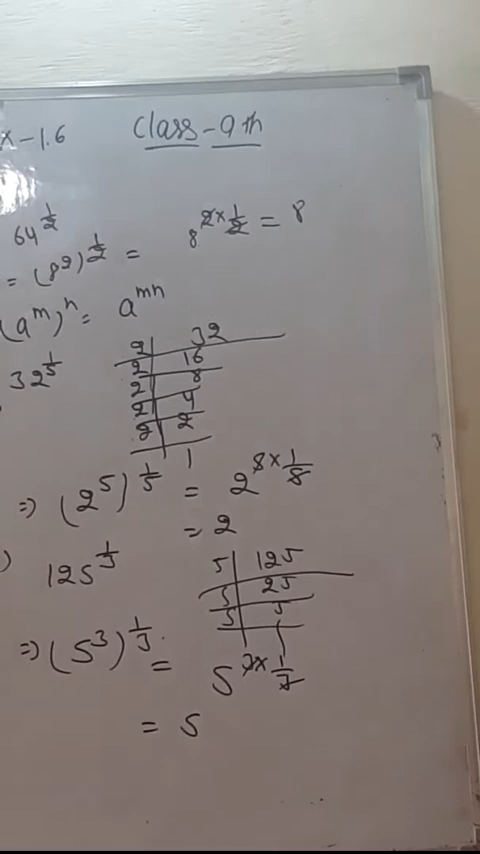 x-1.6 Class-9th
64^1/2
= (8^2)^1/2 = 8^2×1/2 = 8
(a^m)^n = a^mn
32^1/5
2 | 32
2 | 16
2 | 8
2 | 4
2 | 2
1
⇒ (2^5)^1/5 = 2^5×1/5
= 2
) 125^1/3
5 | 125
5 | 25
5 | 5
1
⇒ (5^3)^1/3 = 5^3×1/3
= 5